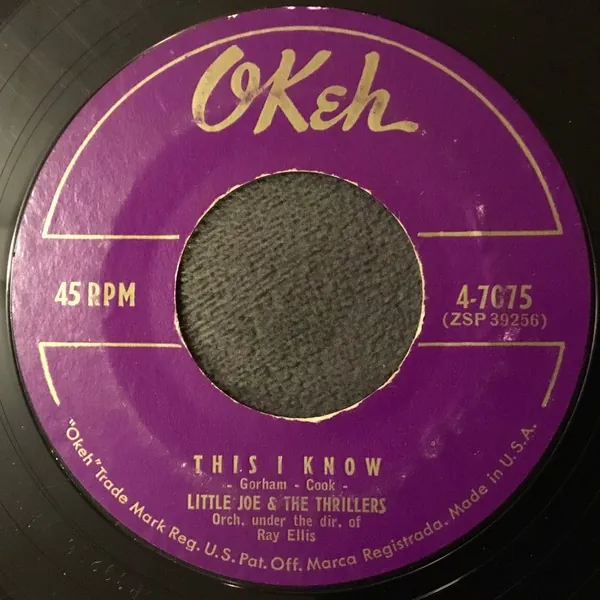 OKeh
45 RPM
4-7075
(ZSP 39256)
THIS I KNOW
- Gorham - Cook -
LITTLE JOE & THE THRILLERS
Orch. under the dir. of
Ray Ellis
"Okeh" Trade Mark Reg. U.S. Pat. Off. Marca Registrada. Made in U.S.A.